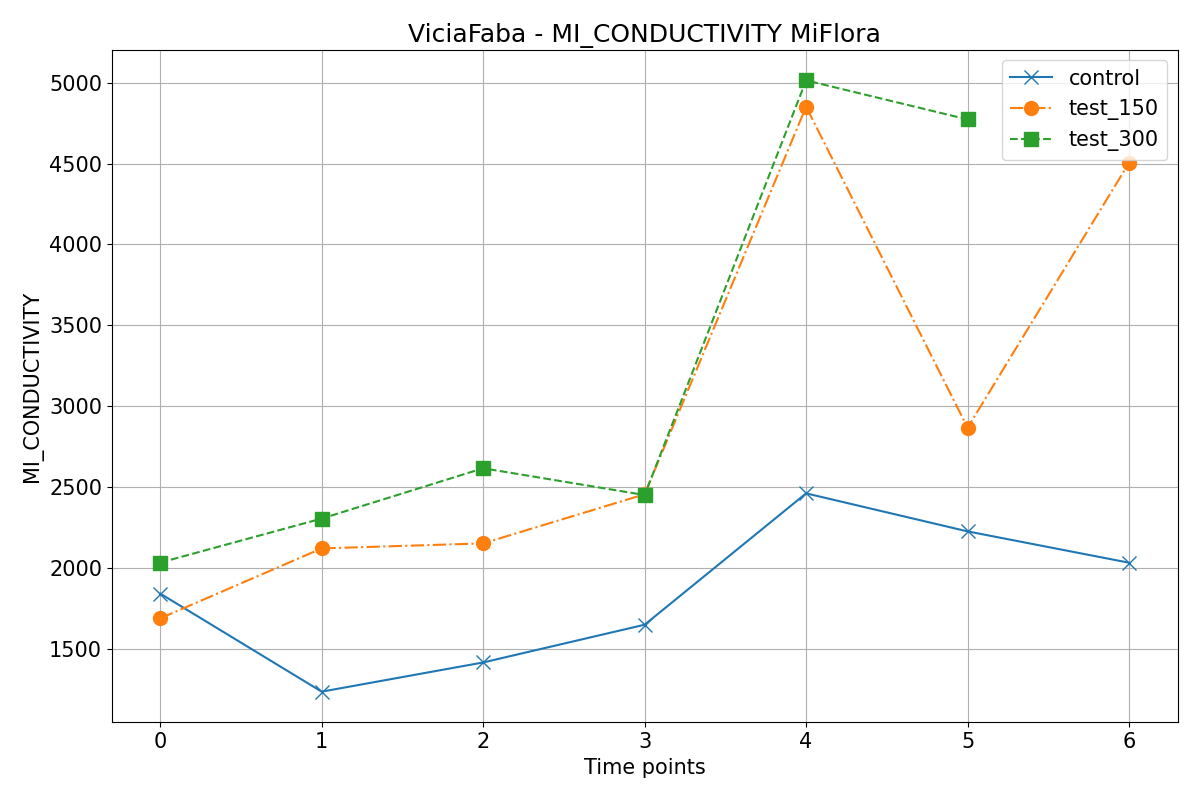 ViciaFaba - MI_CONDUCTIVITY MiFlora
control
test_150
test_300
MI_CONDUCTIVITY
5000
4500
4000
3500
3000
2500
2000
1500
0 1 2 3 4 5 6
Time points